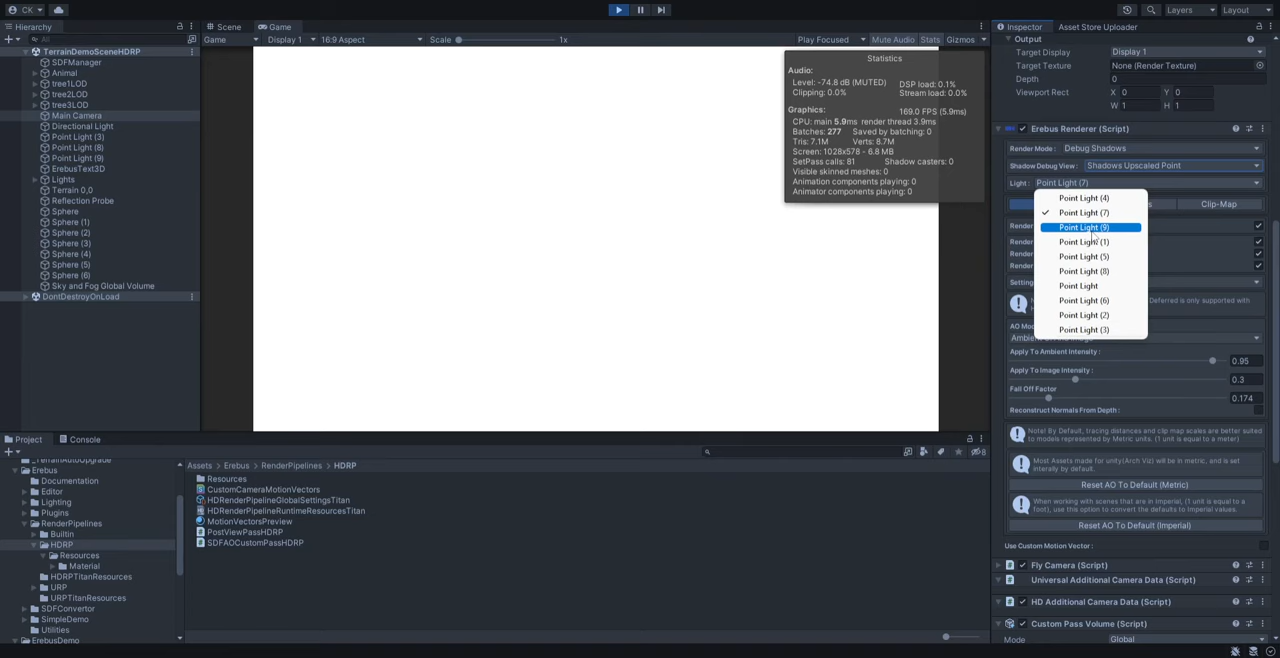 CK
Layers
Layout
Hierarchy
All
TerrainDemoSceneHDRP
SDFManager
Animal
tree1LOD
tree2LOD
tree3LOD
Main Camera
Directional Light
Point Light (3)
Point Light (8)
Point Light (9)
ErebusText3D
Lights
Terrain 0,0
Reflection Probe
Sphere
Sphere (1)
Sphere (2)
Sphere (3)
Sphere (4)
Sphere (5)
Sphere (6)
Sky and Fog Global Volume
DontDestroyOnLoad
Scene
Game
Game Display 1 16:9 Aspect Scale 1x Play Focused Mute Audio Stats Gizmos
Statistics
Audio:
Level: -74.8 dB (MUTED) DSP load: 0.1%
Clipping: 0.0% Stream load: 0.0%
Graphics: 169.0 FPS (5.9ms)
CPU: main 5.9ms render thread 3.9ms
Batches: 277 Saved by batching: 0
Tris: 7.1M Verts: 8.7M
Screen: 1028x578 - 6.8 MB
SetPass calls: 81 Shadow casters: 0
Visible skinned meshes: 0
Animation components playing: 0
Animator components playing: 0
Project
Console
8
_TerrainAutoUpgrade
Erebus
Documentation
Editor
Lighting
Plugins
RenderPipelines
Builtin
HDRP
Resources
Material
HDRPTitanResources
URP
URPTitanResources
SDFConvertor
SimpleDemo
Utilities
ErebusDemo
Assets > Erebus > RenderPipelines > HDRP
Resources
CustomCameraMotionVectors
HDRenderPipelineGlobalSettingsTitan
HDRenderPipelineRuntimeResourcesTitan
MotionVectorsPreview
PostViewPassHDRP
SDFAOCustomPassHDRP
Inspector
Asset Store Uploader
Output
Target Display Display 1
Target Texture None (Render Texture)
Depth 0
Viewport Rect X 0 Y 0
W 1 H 1
Erebus Renderer (Script)
Render Mode : Debug Shadows
Shadow Debug View : Shadows Upscaled Point
Light : Point Light (7)
Clip-Map
Point Light (4)
Point Light (7)
Point Light (9)
Point Light (1)
Point Light (5)
Point Light (8)
Point Light
Point Light (6)
Point Light (2)
Point Light (3)
Render
Render
Render
Render
Deferred is only supported with
Apply To Ambient Intensity : 0.95
Apply To Image Intensity : 0.3
Fall Off Factor 0.174
Reconstruct Normals From Depth :
Note! By Default, tracing distances and clip map scales are better suited
to models represented by Metric units. (1 unit is equal to a meter)
Most Assets made for unity(Arch Viz) will be in metric, and is set
interally by default.
Reset AO To Default (Metric)
When working with scenes that are in Imperial, (1 unit is equal to a
foot), use this option to convert the defaults to Imperial values.
Reset AO To Default (Imperial)
Use Custom Motion Vector :
Fly Camera (Script)
Universal Additional Camera Data (Script)
HD Additional Camera Data (Script)
Custom Pass Volume (Script)
Mode Global